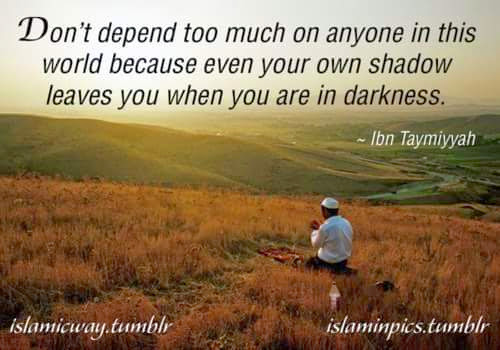 Don't depend too much on anyone in this
world because even your own shadow
leaves you when you are in darkness.
~ Ibn Taymiyyah
islamicway.tumblr
islaminpics.tumblr